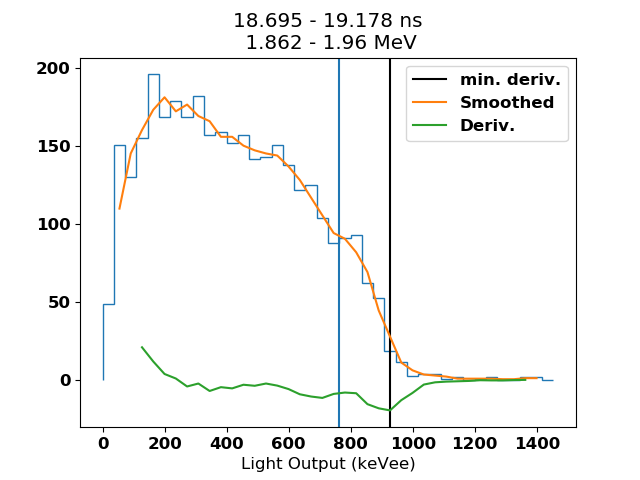 18.695 - 19.178 ns
1.862 - 1.96 MeV
min. deriv.
Smoothed
Deriv.
200
150
100
50
0
0 200 400 600 800 1000 1200 1400
Light Output (keVee)